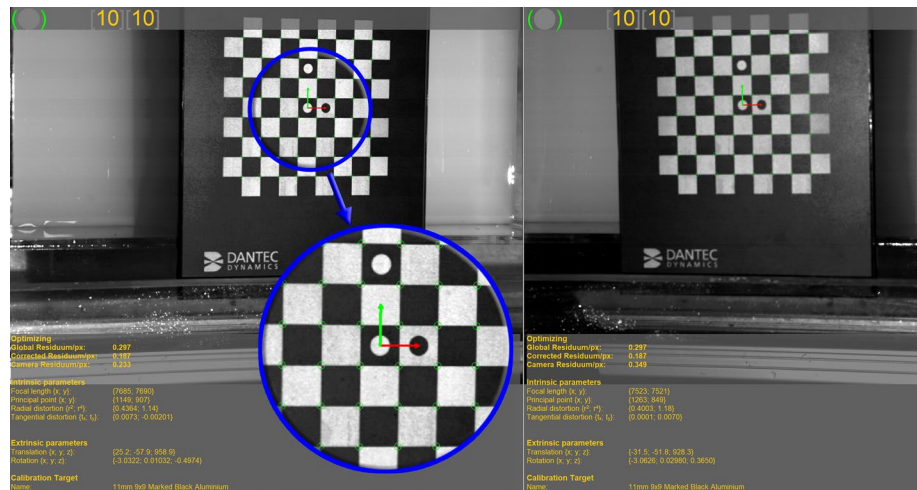 [10][10]
DANTEC
DYNAMICS
Optimizing
Global Residuum/px: 0.297
Corrected Residuum/px: 0.187
Camera Residuum/px: 0.233
Intrinsic parameters
Focal length {x; y}: {7685; 7690}
Principal point {x; y}: {1149; 907}
Radial distortion {r²; r⁴}: {0.4364; 1.14}
Tangential distortion {tₓ; tᵧ}: {0.0073; -0.00201}
Extrinsic parameters
Translation {x; y; z}: {25.2; -57.9; 958.9}
Rotation {x; y; z}: {-3.0322; 0.01032; -0.4974}
Calibration Target
Name: 11mm 9x9 Marked Black Aluminium
[10][10]
DANTEC
DYNAMICS
Optimizing
Global Residuum/px: 0.297
Corrected Residuum/px: 0.187
Camera Residuum/px: 0.349
Intrinsic parameters
Focal length {x; y}: {7523; 7521}
Principal point {x; y}: {1263; 849}
Radial distortion {r²; r⁴}: {0.4003; 1.18}
Tangential distortion {tₓ; tᵧ}: {0.0001; 0.0070}
Extrinsic parameters
Translation {x; y; z}: {-31.5; -51.8; 928.3}
Rotation {x; y; z}: {-3.0626; 0.02980; 0.3650}
Calibration Target
Name: 11mm 9x9 Marked Black Aluminium